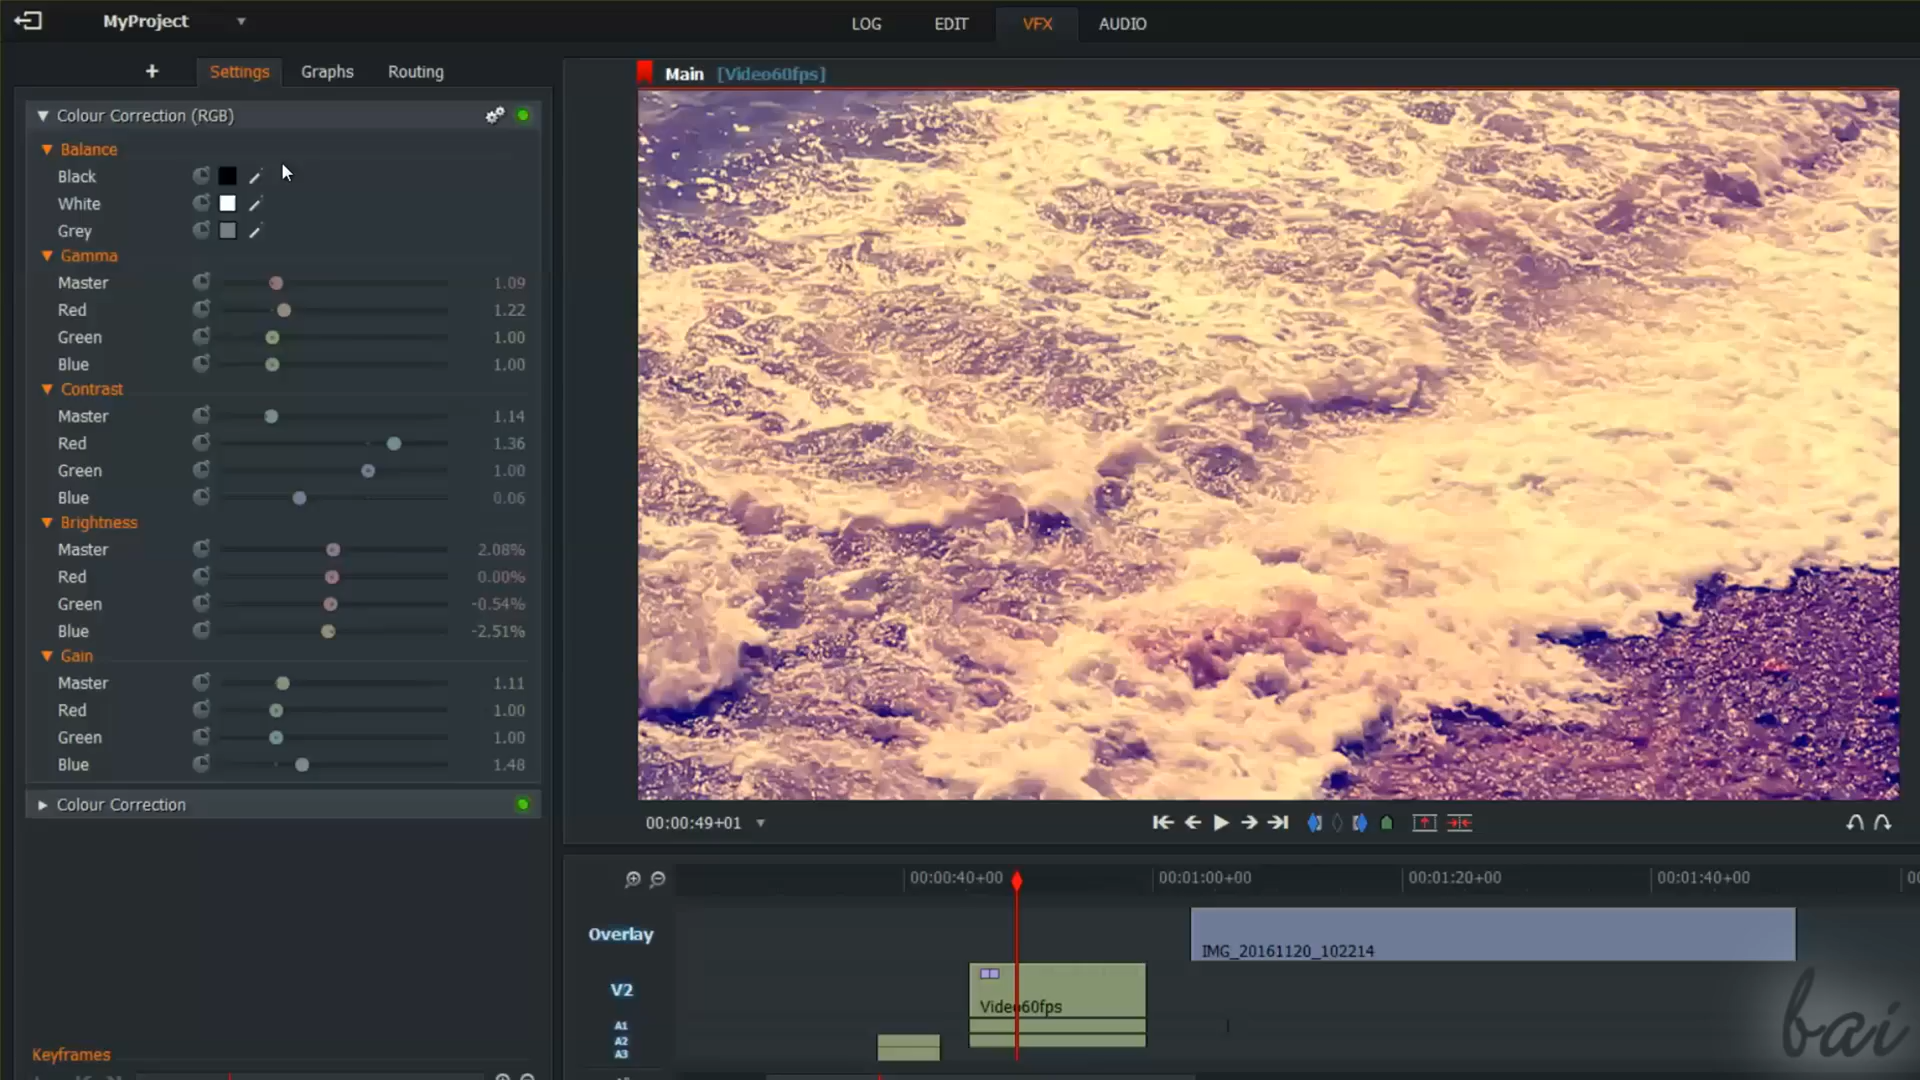 MyProject
LOG EDIT VFX AUDIO
+ Settings Graphs Routing
Main [Video60fps]
Colour Correction (RGB)
Balance
Black
White
Grey
Gamma
Master 1.09
Red 1.22
Green 1.00
Blue 1.00
Contrast
Master 1.14
Red 1.36
Green 1.00
Blue 0.06
Brightness
Master 2.08%
Red 0.00%
Green -0.54%
Blue -2.51%
Gain
Master 1.11
Red 1.00
Green 1.00
Blue 1.48
Colour Correction
00:00:49+01
00:00:40+00 00:01:00+00 00:01:20+00 00:01:40+00
Overlay
IMG_20161120_102214
V2
Video60fps
A1
A2
A3
Keyframes
bai